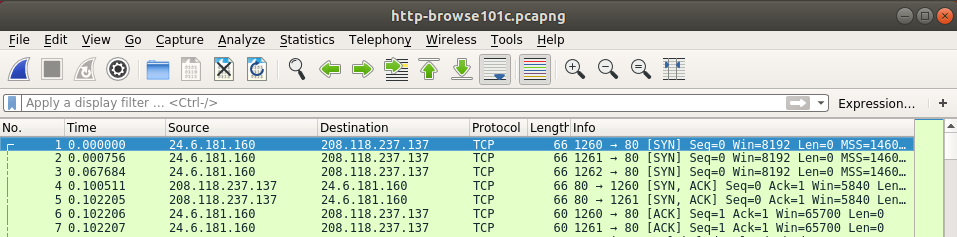 http-browse101c.pcapng
File Edit View Go Capture Analyze Statistics Telephony Wireless Tools Help
Apply a display filter ... <Ctrl-/> Expression... +
No. Time Source Destination Protocol Length Info
1 0.000000 24.6.181.160 208.118.237.137 TCP 66 1260 → 80 [SYN] Seq=0 Win=8192 Len=0 MSS=1460…
2 0.000756 24.6.181.160 208.118.237.137 TCP 66 1261 → 80 [SYN] Seq=0 Win=8192 Len=0 MSS=1460…
3 0.067684 24.6.181.160 208.118.237.137 TCP 66 1262 → 80 [SYN] Seq=0 Win=8192 Len=0 MSS=1460…
4 0.100511 208.118.237.137 24.6.181.160 TCP 66 80 → 1260 [SYN, ACK] Seq=0 Ack=1 Win=5840 Len…
5 0.102205 208.118.237.137 24.6.181.160 TCP 66 80 → 1261 [SYN, ACK] Seq=0 Ack=1 Win=5840 Len…
6 0.102206 24.6.181.160 208.118.237.137 TCP 60 1260 → 80 [ACK] Seq=1 Ack=1 Win=65700 Len=0
7 0.102207 24.6.181.160 208.118.237.137 TCP 60 1261 → 80 [ACK] Seq=1 Ack=1 Win=65700 Len=0